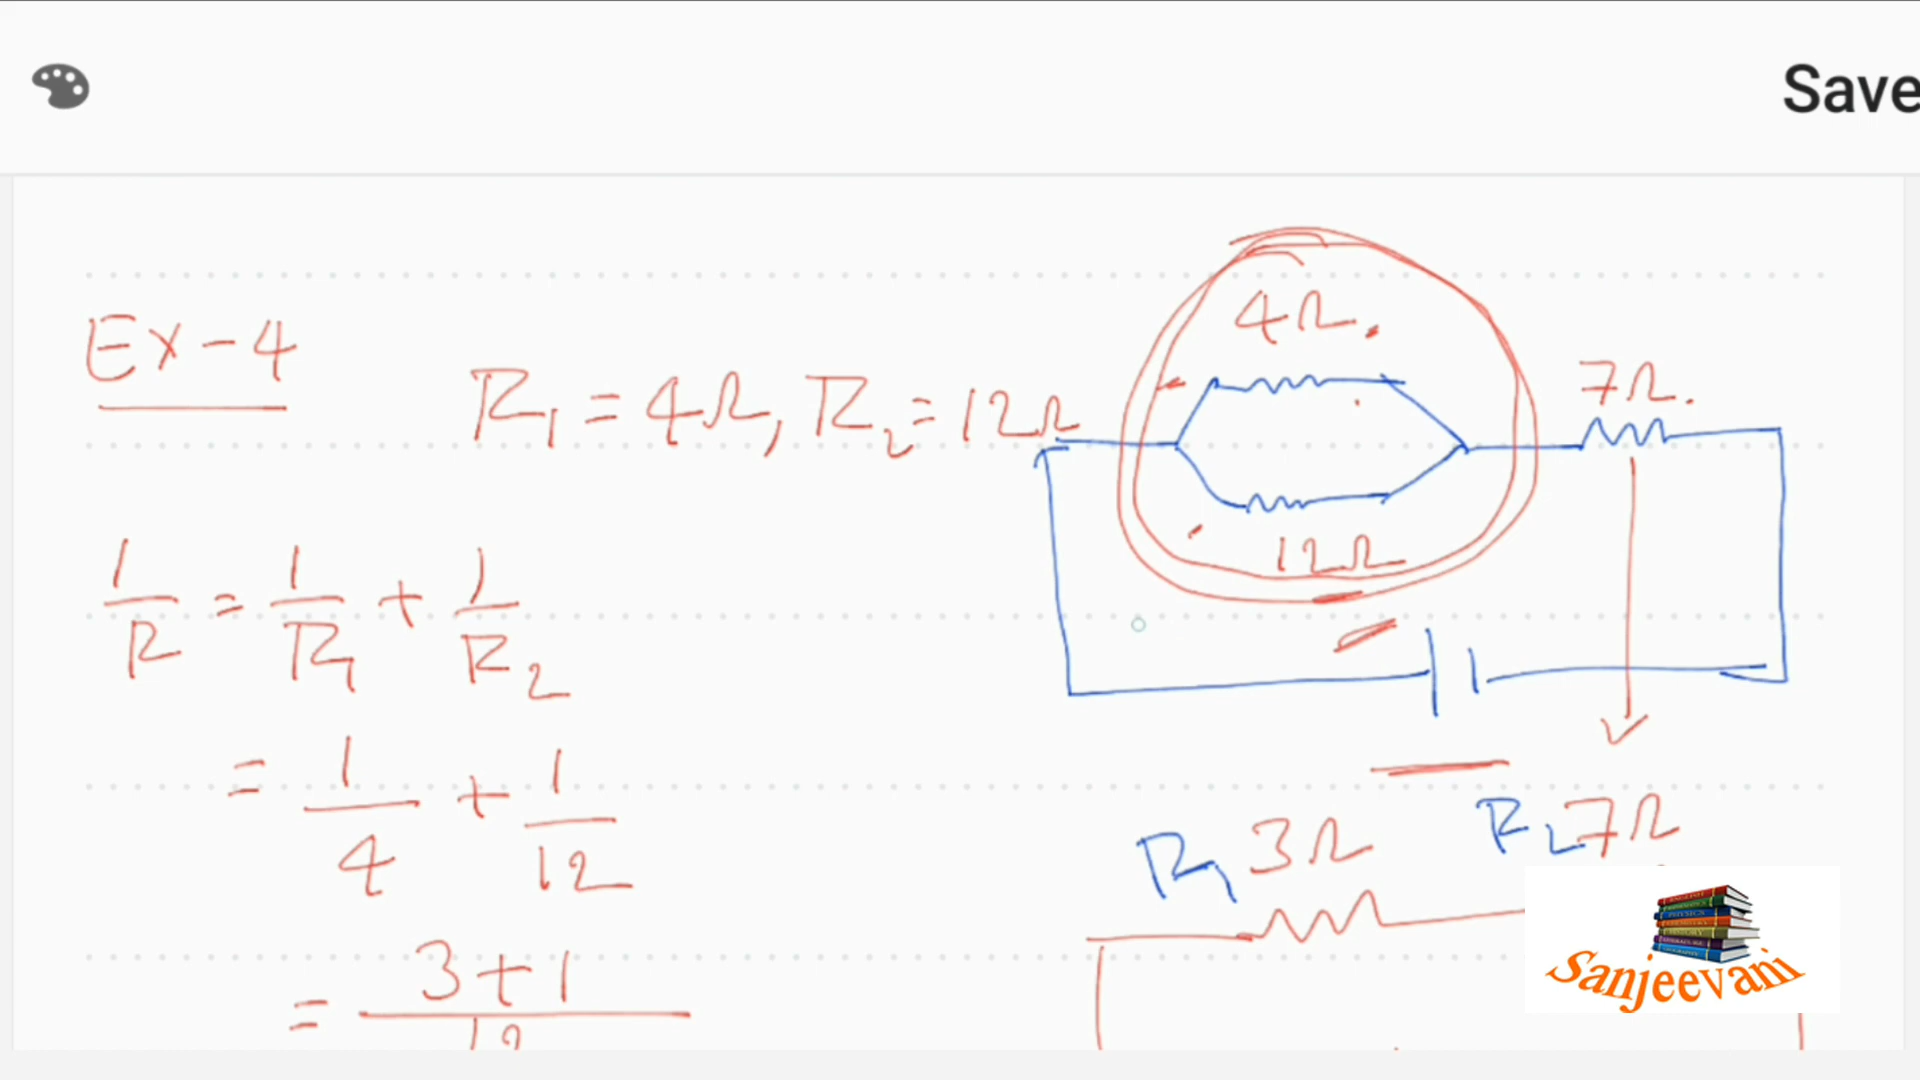 Save
Ex-4
R₁ = 4Ω, R₂ = 12Ω
4Ω.
7Ω.
12Ω
1/R = 1/R₁ + 1/R₂
= 1/4 + 1/12
= 3+1/12
R₁ 3Ω
R₂ 7Ω
Sanjeevani